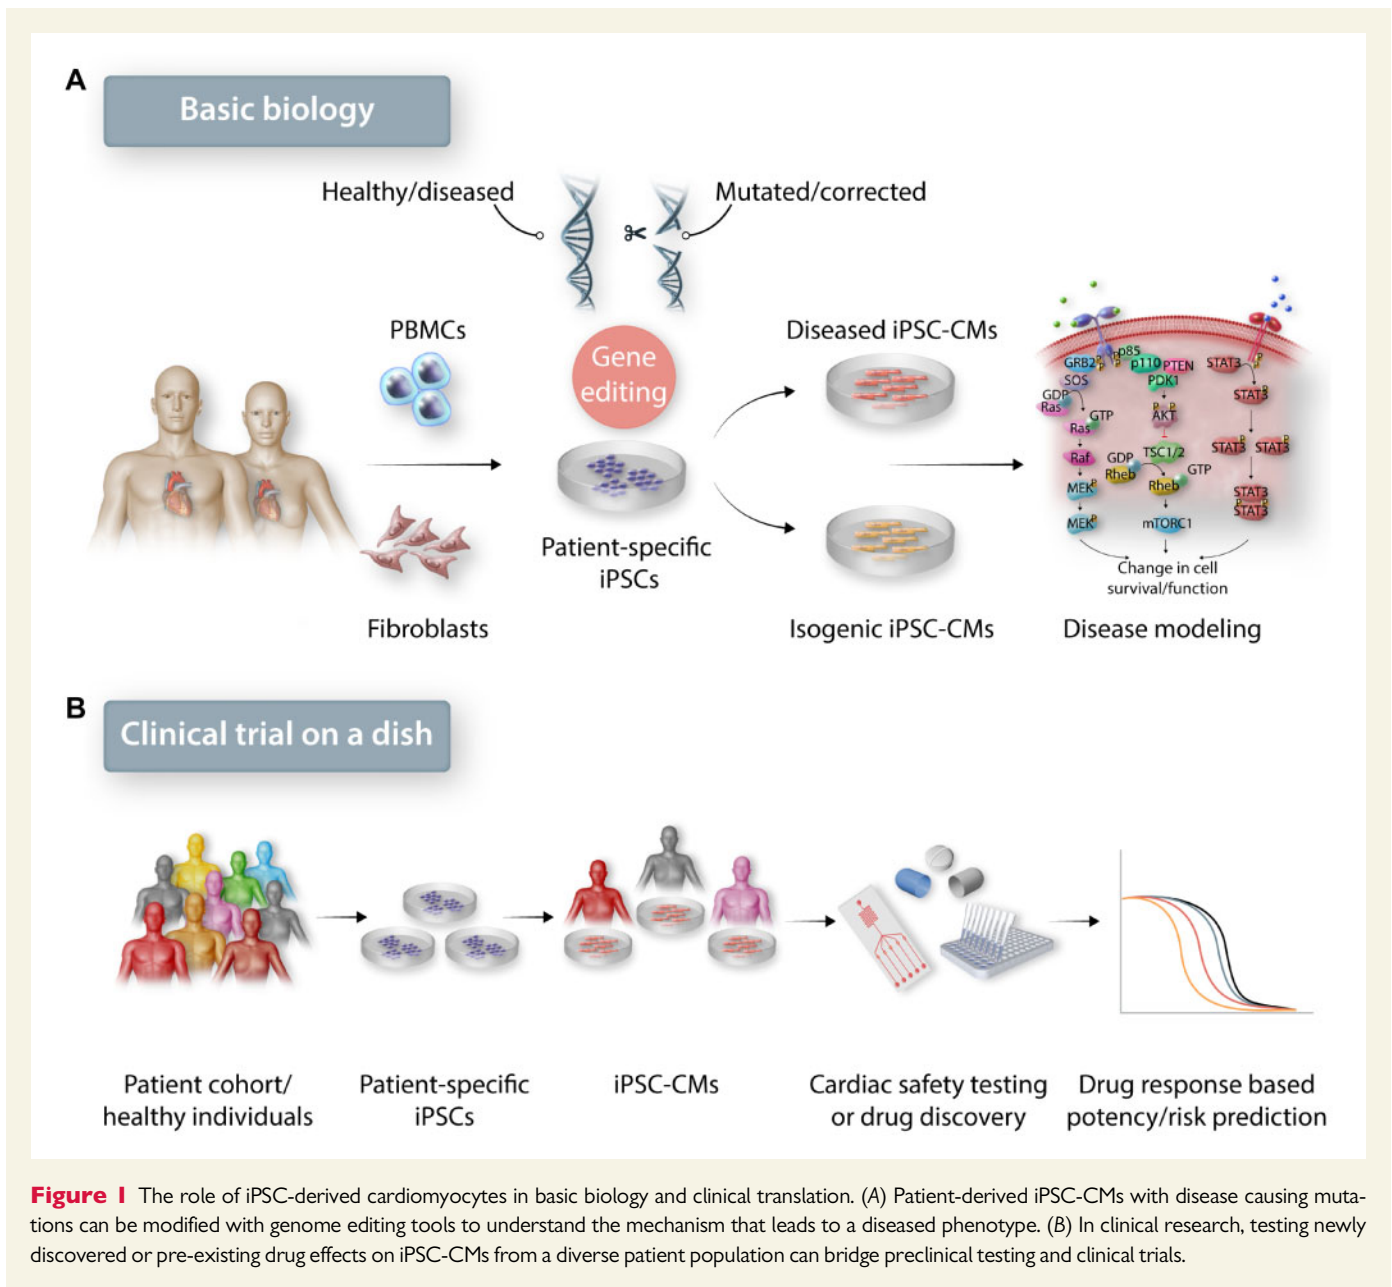 A
Basic biology
Healthy/diseased
Mutated/corrected
PBMCs
Gene
editing
Diseased iPSC-CMs
Patient-specific
iPSCs
Fibroblasts
Isogenic iPSC-CMs
GRB2
P
P
P
P
p85
p110
PTEN
STAT3
P
P
SOS
PDK1
STAT3
P
GDP
Ras
P
P
AKT
GTP
Ras
Raf
GDP
Rheb
TSC1/2
GTP
Rheb
STAT3
P
STAT3
P
MEK
P
STAT3
P
P
STAT3
MEK
P
mTORC1
Change in cell
survival/function
Disease modeling
B
Clinical trial on a dish
Patient cohort/
healthy individuals
Patient-specific
iPSCs
iPSC-CMs
Cardiac safety testing
or drug discovery
Drug response based
potency/risk prediction
Figure 1 The role of iPSC-derived cardiomyocytes in basic biology and clinical translation. (A) Patient-derived iPSC-CMs with disease causing muta-
tions can be modified with genome editing tools to understand the mechanism that leads to a diseased phenotype. (B) In clinical research, testing newly
discovered or pre-existing drug effects on iPSC-CMs from a diverse patient population can bridge preclinical testing and clinical trials.